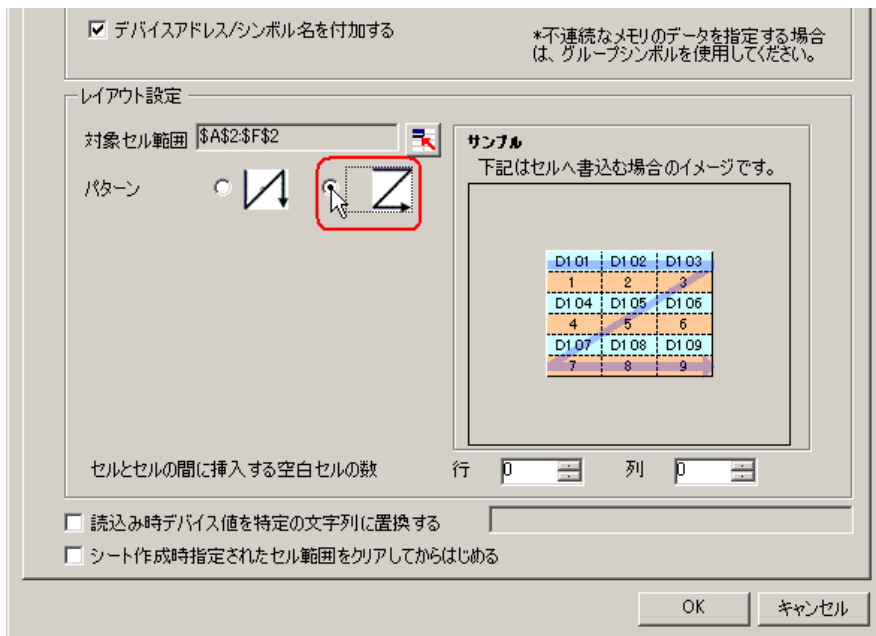 デバイスアドレス/シンボル名を付加する
*不連続なメモリのデータを指定する場合
は、グループシンボルを使用してください。
レイアウト設定
対象セル範囲 $A$2:$F$2
パターン
サンプル
下記はセルへ書込む場合のイメージです。
D101 D102 D103
1 2 3
D104 D105 D106
4 5 6
D107 D108 D109
7 8 9
セルとセルの間に挿入する空白セルの数 行 0 列 0
読込み時デバイス値を特定の文字列に置換する
シート作成時指定されたセル範囲をクリアしてからはじめる
OK キャンセル